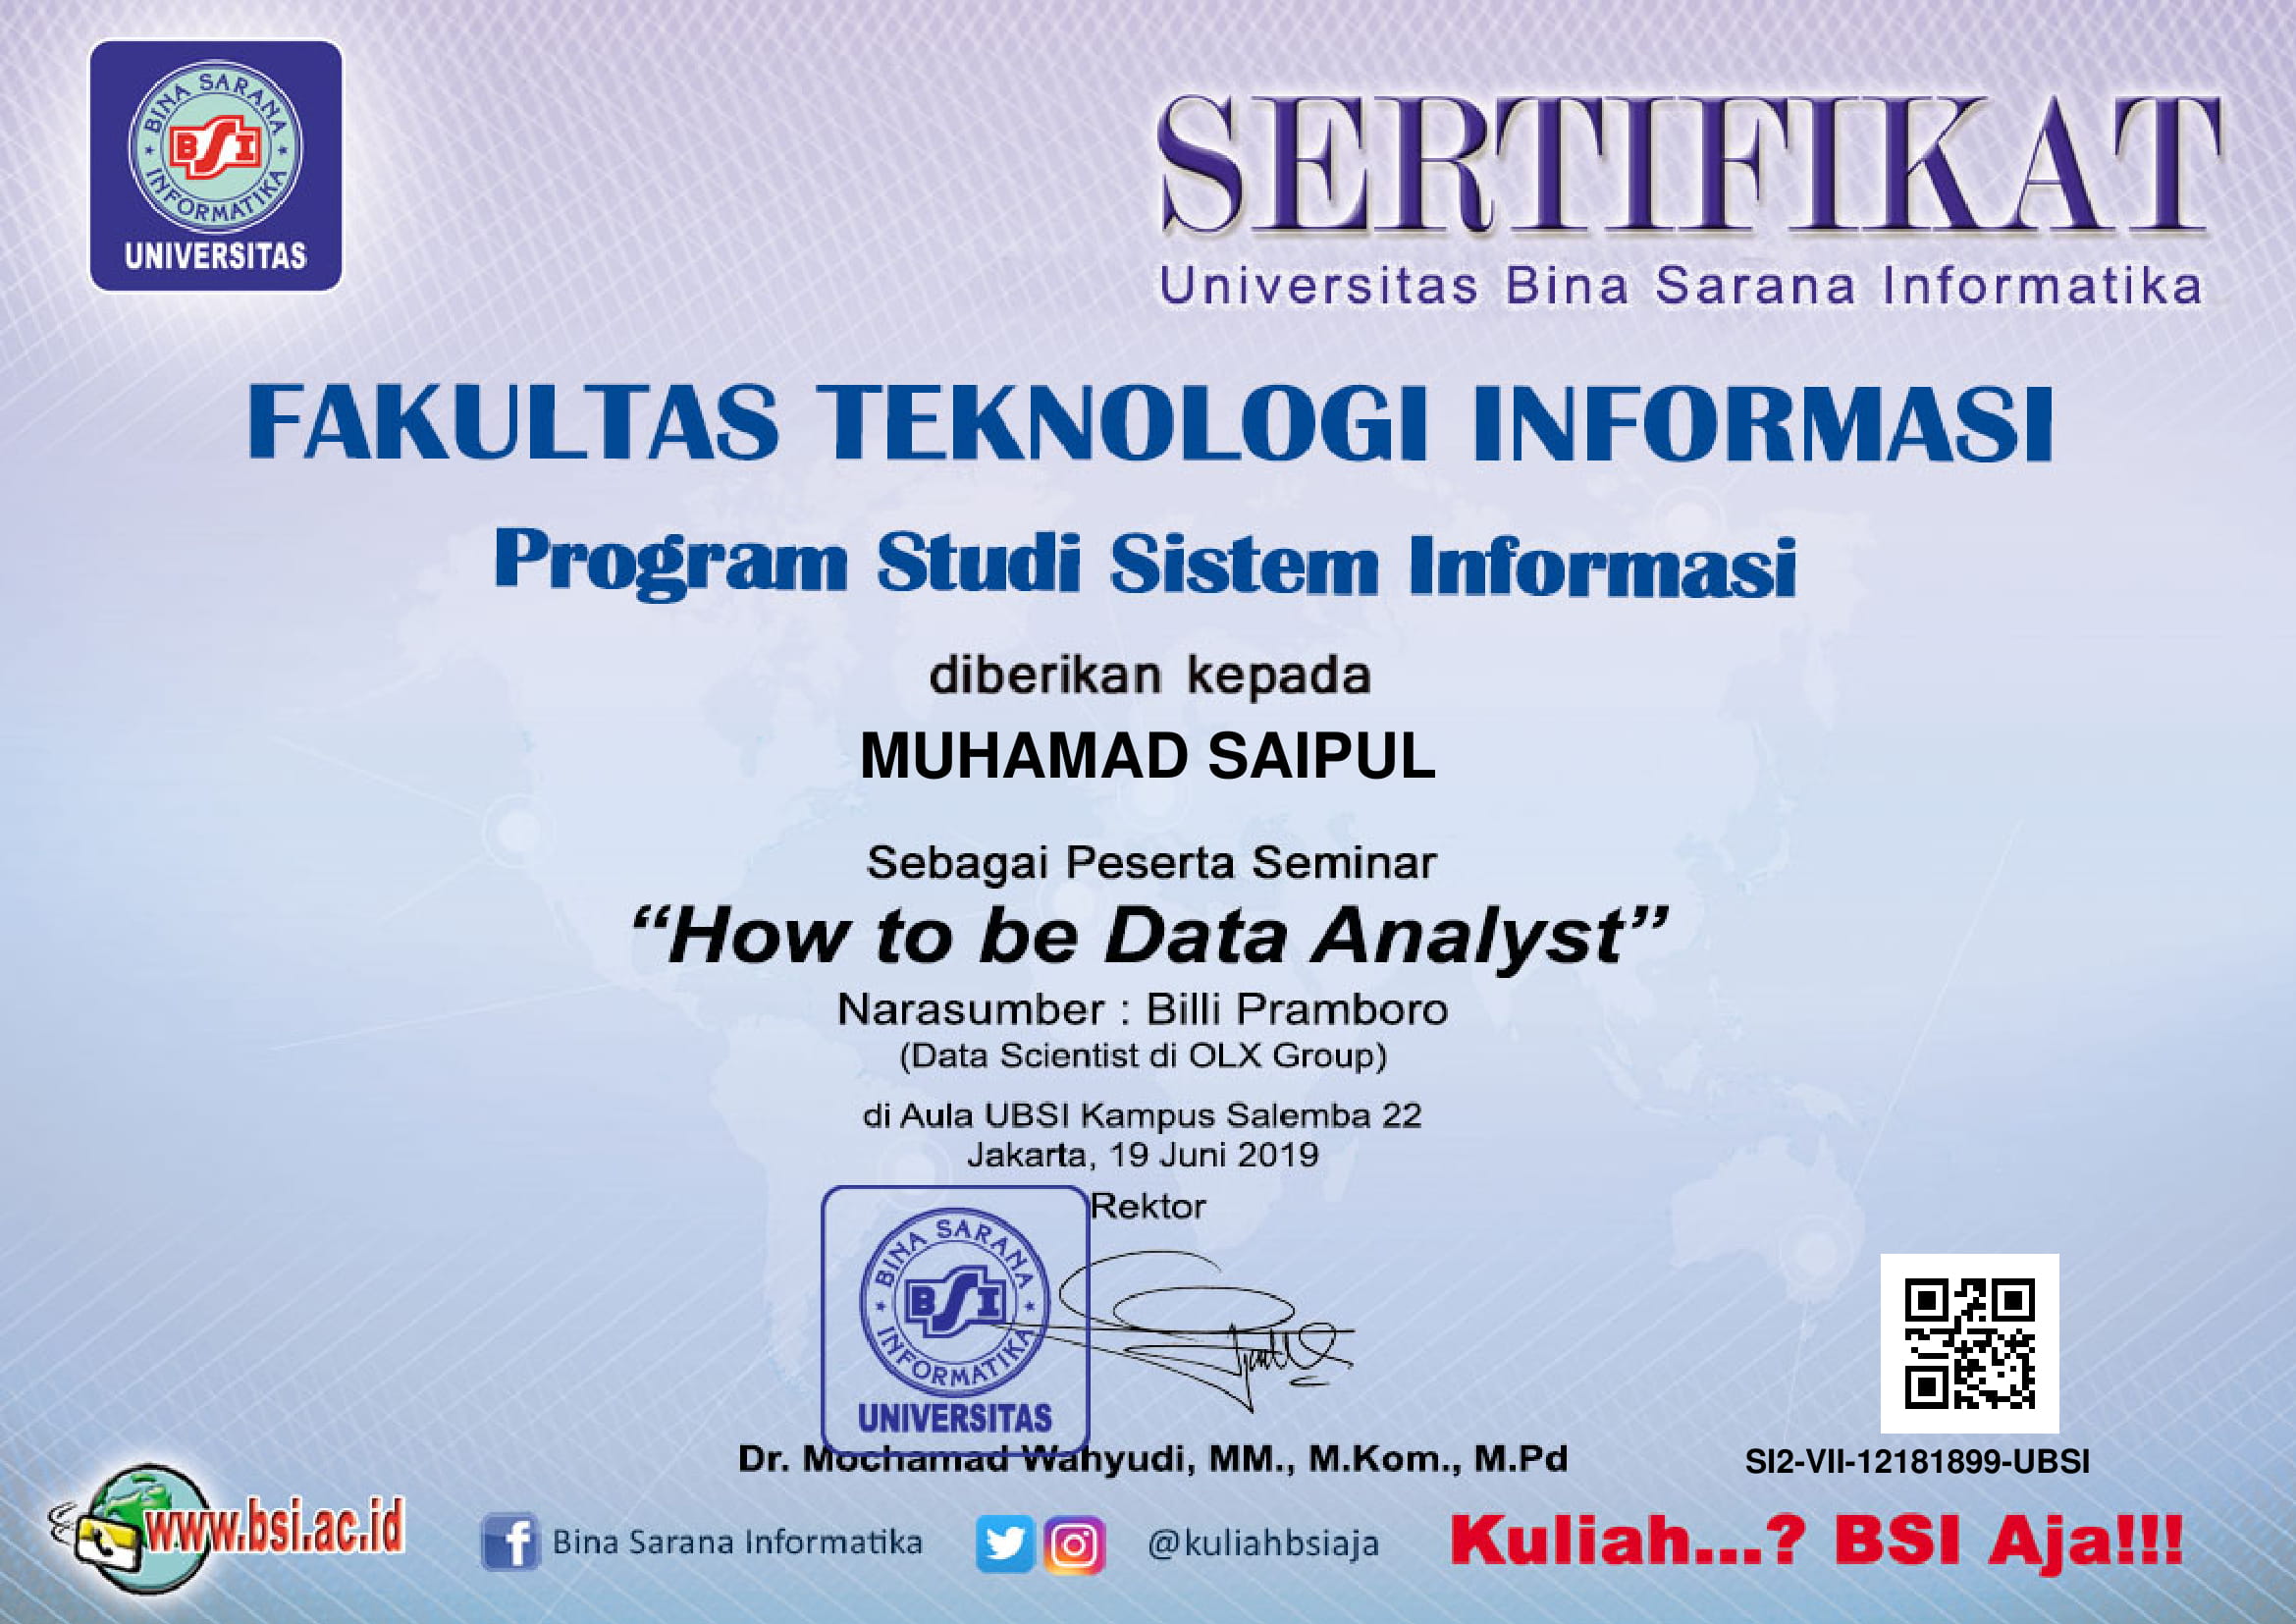 BINA SARANA
BSI
INFORMATIKA
UNIVERSITAS
SERTIFIKAT
Universitas Bina Sarana Informatika
FAKULTAS TEKNOLOGI INFORMASI
Program Studi Sistem Informasi
diberikan kepada
MUHAMAD SAIPUL
Sebagai Peserta Seminar
“How to be Data Analyst”
Narasumber : Billi Pramboro
(Data Scientist di OLX Group)
di Aula UBSI Kampus Salemba 22
Jakarta, 19 Juni 2019
Rektor
BINA SARANA
BSI
INFORMATIKA
UNIVERSITAS
Dr. Mochamad Wahyudi, MM., M.Kom., M.Pd
SI2-VII-12181899-UBSI
www.bsi.ac.id
Bina Sarana Informatika
@kuliahbsiaja
Kuliah...? BSI Aja!!!